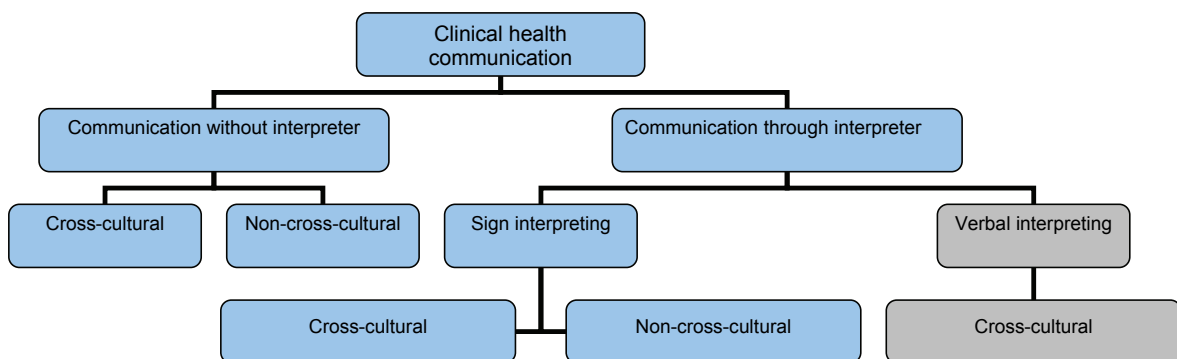 Clinical health
communication
Communication without interpreter
Communication through interpreter
Cross-cultural
Non-cross-cultural
Sign interpreting
Verbal interpreting
Cross-cultural
Non-cross-cultural
Cross-cultural